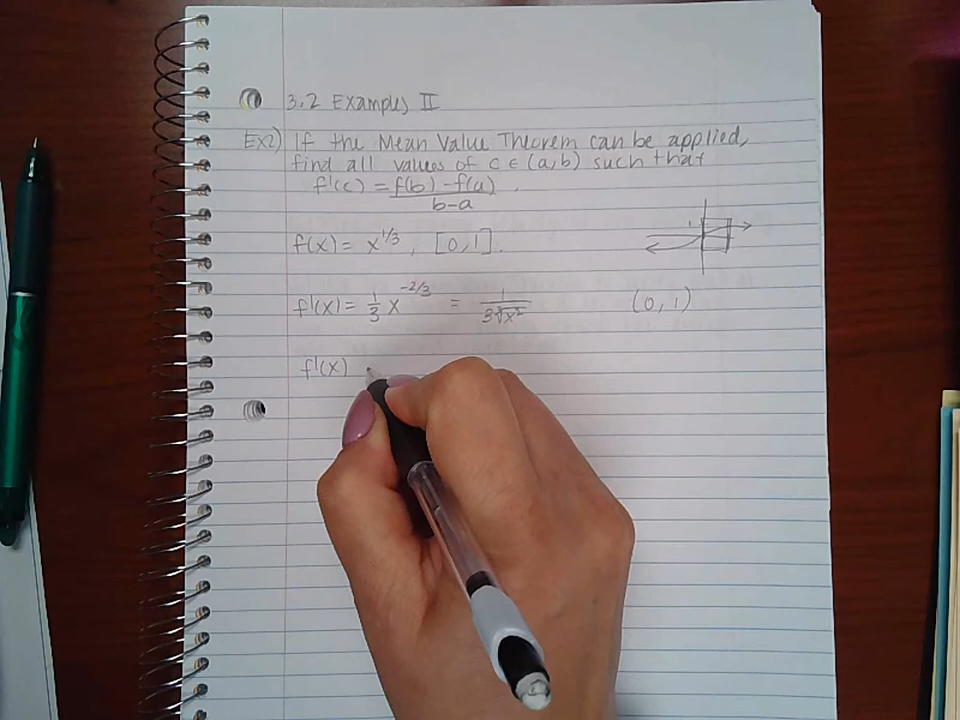 3.2 Examples II
Ex2) If the Mean Value Theorem can be applied,
find all values of c ∈ (a,b) such that
f'(c) = f(b) - f(a) / b-a .
f(x) = x^1/3 , [0,1].
f'(x) = 1/3 x^-2/3 = 1/3∛x² (0,1)
f'(x)